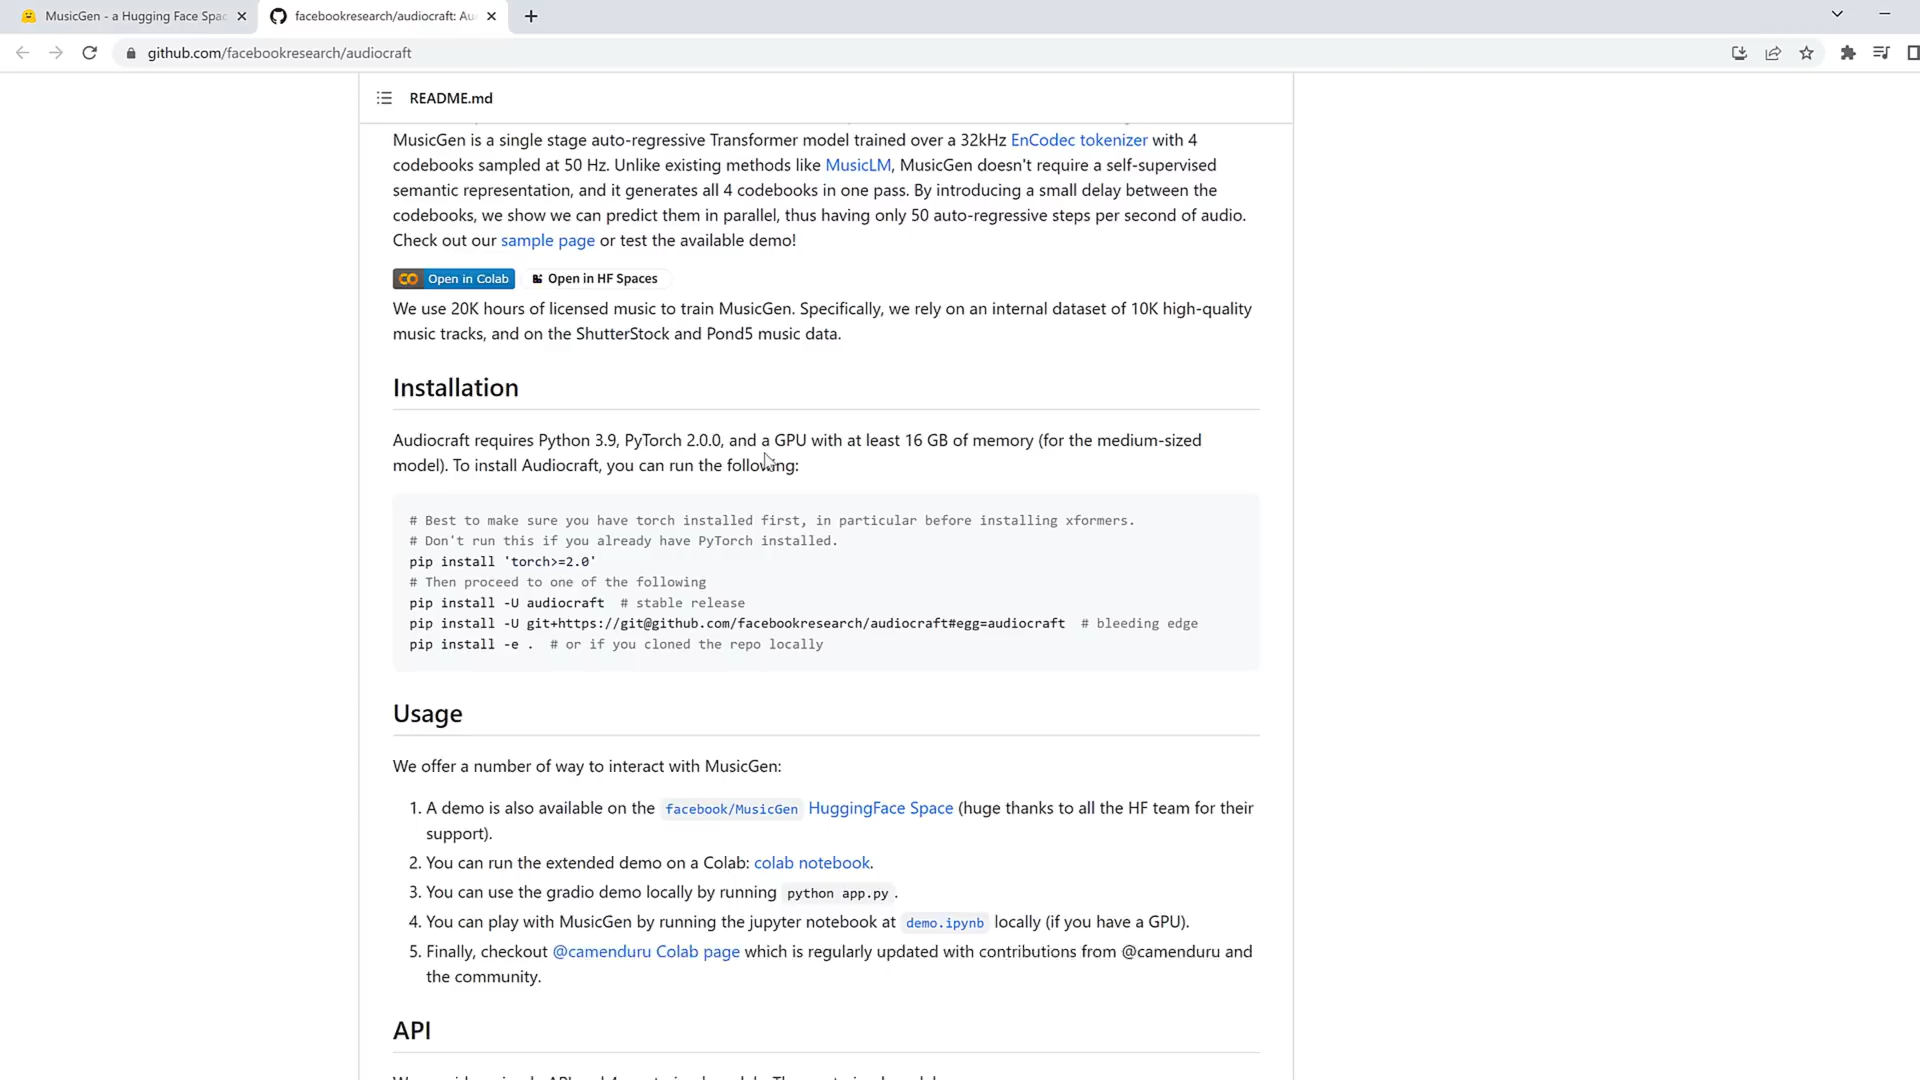 MusicGen - a Hugging Face Spac
facebookresearch/audiocraft: Au
github.com/facebookresearch/audiocraft
README.md
MusicGen is a single stage auto-regressive Transformer model trained over a 32kHz EnCodec tokenizer with 4
codebooks sampled at 50 Hz. Unlike existing methods like MusicLM, MusicGen doesn't require a self-supervised
semantic representation, and it generates all 4 codebooks in one pass. By introducing a small delay between the
codebooks, we show we can predict them in parallel, thus having only 50 auto-regressive steps per second of audio.
Check out our sample page or test the available demo!
CO Open in Colab Open in HF Spaces
We use 20K hours of licensed music to train MusicGen. Specifically, we rely on an internal dataset of 10K high-quality
music tracks, and on the ShutterStock and Pond5 music data.
Installation
Audiocraft requires Python 3.9, PyTorch 2.0.0, and a GPU with at least 16 GB of memory (for the medium-sized
model). To install Audiocraft, you can run the following:
# Best to make sure you have torch installed first, in particular before installing xformers.
# Don't run this if you already have PyTorch installed.
pip install 'torch>=2.0'
# Then proceed to one of the following
pip install -U audiocraft  # stable release
pip install -U git+https://git@github.com/facebookresearch/audiocraft#egg=audiocraft  # bleeding edge
pip install -e .  # or if you cloned the repo locally
Usage
We offer a number of way to interact with MusicGen:
1. A demo is also available on the facebook/MusicGen HuggingFace Space (huge thanks to all the HF team for their
support).
2. You can run the extended demo on a Colab: colab notebook.
3. You can use the gradio demo locally by running python app.py .
4. You can play with MusicGen by running the jupyter notebook at demo.ipynb locally (if you have a GPU).
5. Finally, checkout @camenduru Colab page which is regularly updated with contributions from @camenduru and
the community.
API